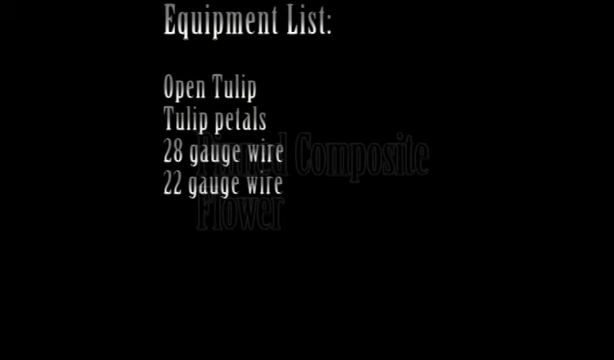 Equipment List:
Open Tulip
Tulip petals
28 gauge wire
22 gauge wire
Composite
Flower